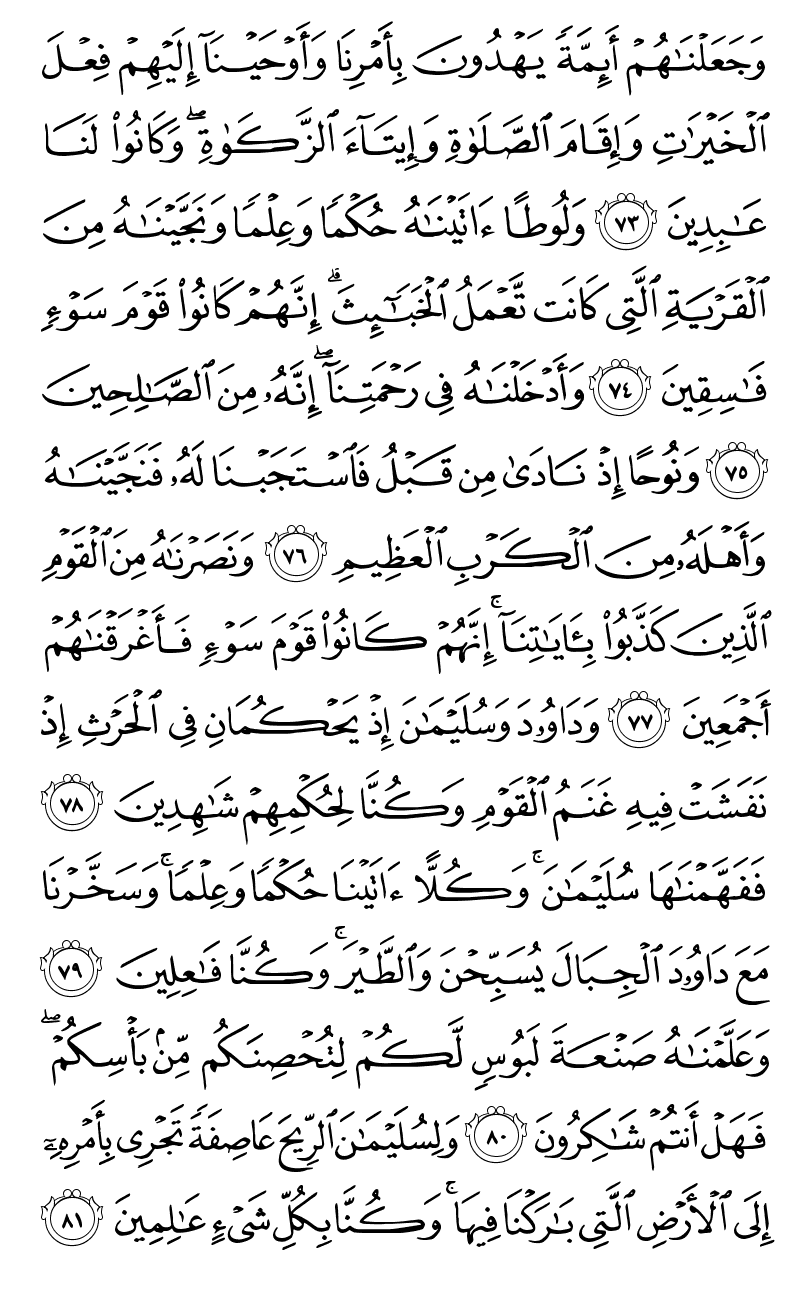 وَجَعَلۡنَٰهُمۡ أَئِمَّةٗ يَهۡدُونَ بِأَمۡرِنَا وَأَوۡحَيۡنَآ إِلَيۡهِمۡ فِعۡلَ
ٱلۡخَيۡرَٰتِ وَإِقَامَ ٱلصَّلَوٰةِ وَإِيتَآءَ ٱلزَّكَوٰةِۖ وَكَانُواْ لَنَا
عَٰبِدِينَ ٧٣ وَلُوطًا ءَاتَيۡنَٰهُ حُكۡمٗا وَعِلۡمٗا وَنَجَّيۡنَٰهُ مِنَ
ٱلۡقَرۡيَةِ ٱلَّتِي كَانَت تَّعۡمَلُ ٱلۡخَبَٰٓئِثَۚ إِنَّهُمۡ كَانُواْ قَوۡمَ سَوۡءٖ
فَٰسِقِينَ ٧٤ وَأَدۡخَلۡنَٰهُ فِي رَحۡمَتِنَآۖ إِنَّهُۥ مِنَ ٱلصَّٰلِحِينَ
٧٥ وَنُوحًا إِذۡ نَادَىٰ مِن قَبۡلُ فَٱسۡتَجَبۡنَا لَهُۥ فَنَجَّيۡنَٰهُ
وَأَهۡلَهُۥ مِنَ ٱلۡكَرۡبِ ٱلۡعَظِيمِ ٧٦ وَنَصَرۡنَٰهُ مِنَ ٱلۡقَوۡمِ
ٱلَّذِينَ كَذَّبُواْ بِـَٔايَٰتِنَآۚ إِنَّهُمۡ كَانُواْ قَوۡمَ سَوۡءٖ فَأَغۡرَقۡنَٰهُمۡ
أَجۡمَعِينَ ٧٧ وَدَاوُۥدَ وَسُلَيۡمَٰنَ إِذۡ يَحۡكُمَانِ فِي ٱلۡحَرۡثِ إِذۡ
نَفَشَتۡ فِيهِ غَنَمُ ٱلۡقَوۡمِ وَكُنَّا لِحُكۡمِهِمۡ شَٰهِدِينَ ٧٨
فَفَهَّمۡنَٰهَا سُلَيۡمَٰنَۚ وَكُلًّا ءَاتَيۡنَا حُكۡمٗا وَعِلۡمٗاۚ وَسَخَّرۡنَا
مَعَ دَاوُۥدَ ٱلۡجِبَالَ يُسَبِّحۡنَ وَٱلطَّيۡرَۚ وَكُنَّا فَٰعِلِينَ ٧٩
وَعَلَّمۡنَٰهُ صَنۡعَةَ لَبُوسٖ لَّكُمۡ لِتُحۡصِنَكُم مِّنۢ بَأۡسِكُمۡۖ
فَهَلۡ أَنتُمۡ شَٰكِرُونَ ٨٠ وَلِسُلَيۡمَٰنَ ٱلرِّيحَ عَاصِفَةٗ تَجۡرِي بِأَمۡرِهِۦٓ
إِلَى ٱلۡأَرۡضِ ٱلَّتِي بَٰرَكۡنَا فِيهَاۚ وَكُنَّا بِكُلِّ شَيۡءٍ عَٰلِمِينَ ٨١